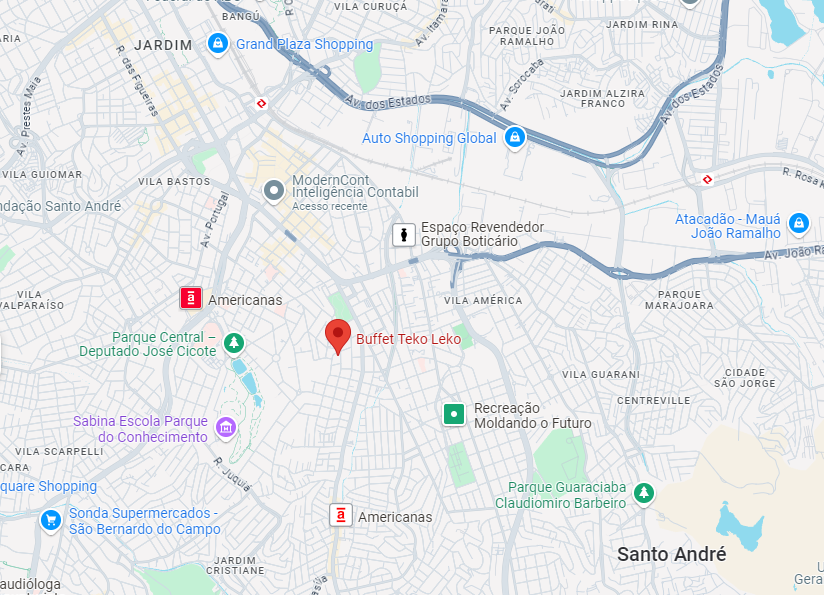 VILA CURUÇÁ
BANGÚ
JARDIM
Grand Plaza Shopping
Av. Itamara
PARQUE JOÃO
RAMALHO
JARDIM RINA
R. das Figueiras
Av. Prestes Maia
Av. dos Estados
Av. Sorocaba
JARDIM ALZIRA
FRANCO
Av. dos Estados
Auto Shopping Global
VILA GUIOMAR
VILA BASTOS
ModernCont
Inteligência Contabil
Acesso recente
R. Rosa K
ndação Santo André
Av. Portugal
Espaço Revendedor
Grupo Boticário
Atacadão - Mauá
João Ramalho
Av. João Ra
VILA
VALPARAÍSO
Americanas
VILA AMÉRICA
PARQUE
MARAJOARA
Parque Central –
Deputado José Cicote
Buffet Teko Leko
VILA GUARANI
CIDADE
SÃO JORGE
CENTREVILLE
Sabina Escola Parque
do Conhecimento
Recreação
Moldando o Futuro
VILA SCARPELLI
CARA
R. Juquiá
quare Shopping
Parque Guaraciaba
Claudiomiro Barbeiro
Sonda Supermercados -
São Bernardo do Campo
Americanas
Santo André
JARDIM
CRISTIANE
audióloga
U
Gera